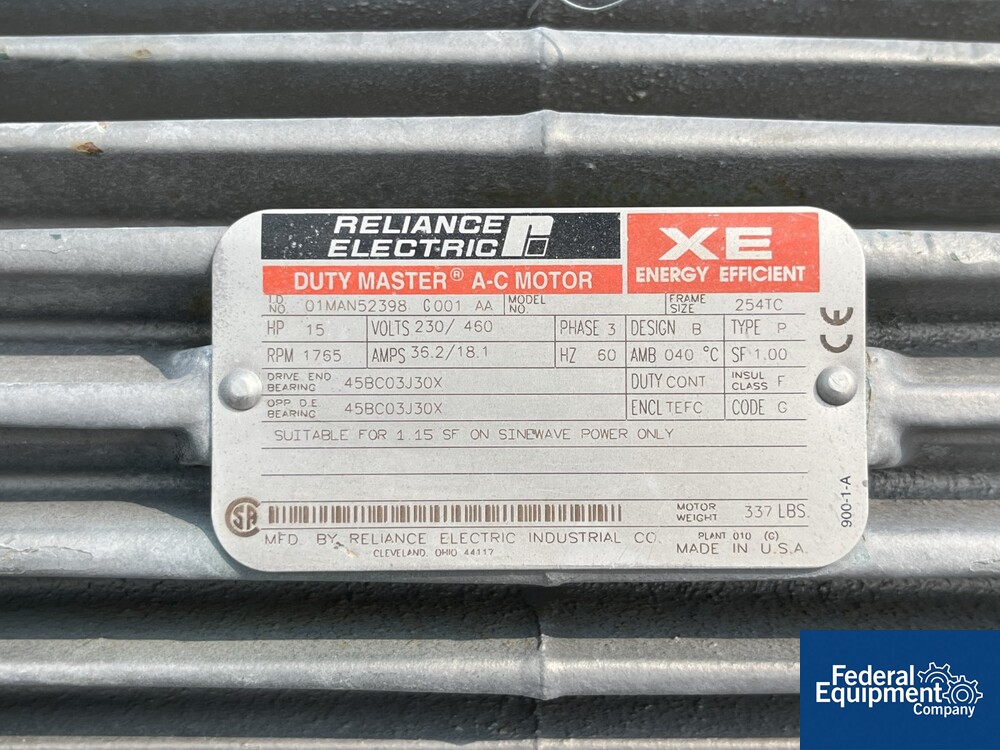 RELIANCE
ELECTRIC
XE
ENERGY EFFICIENT
DUTY MASTER® A-C MOTOR
I.D. NO. 01MAN52398 G001 AA MODEL NO. FRAME SIZE 254TC
HP 15 VOLTS 230/ 460 PHASE 3 DESIGN B TYPE P
RPM 1765 AMPS 36.2/18.1 HZ 60 AMB 040 °C SF 1.00
DRIVE END BEARING 45BC03J30X DUTY CONT INSUL CLASS F
OPP D.E BEARING 45BC03J30X ENCL TEFC CODE G
SUITABLE FOR 1.15 SF ON SINEWAVE POWER ONLY
CE
SA
MOTOR WEIGHT 337 LBS.
900-1-A
MFD. BY RELIANCE ELECTRIC INDUSTRIAL CO. PLANT 010 (G)
CLEVELAND, OHIO 44117 MADE IN U.S.A.
Federal
Equipment
Company